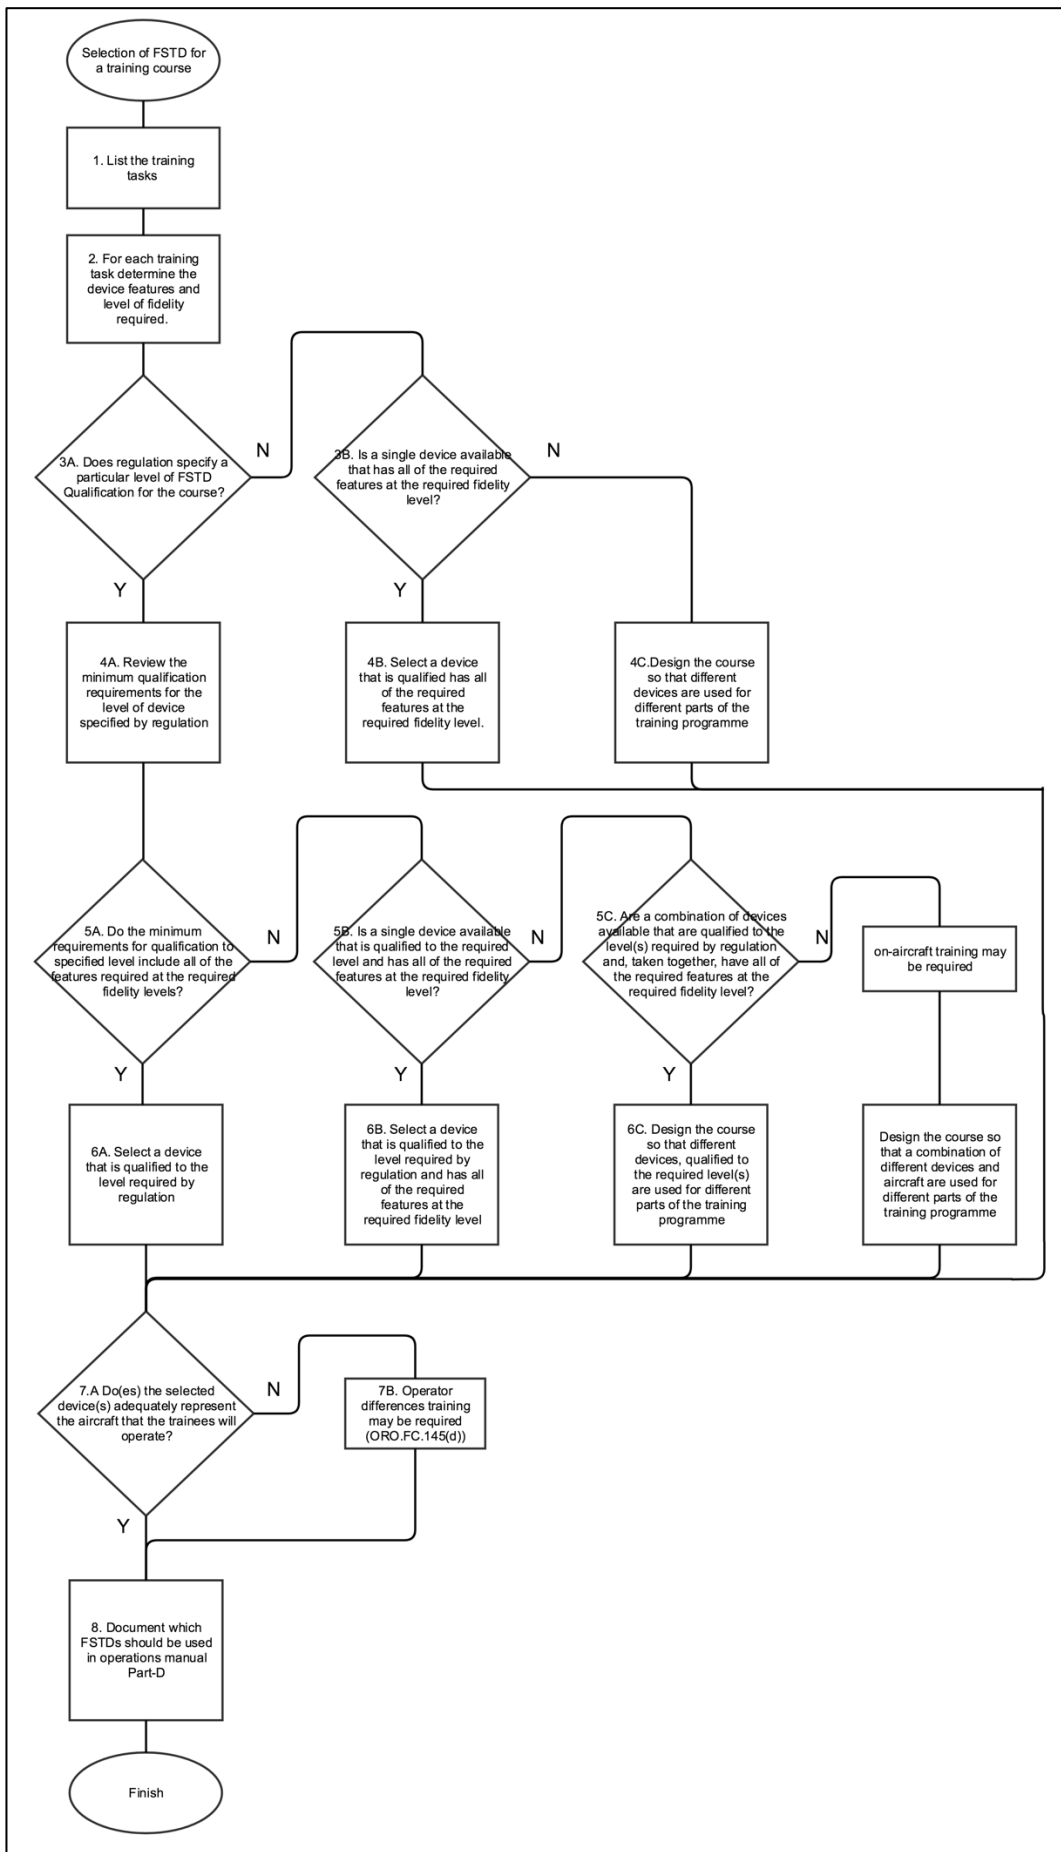 Selection of FSTD for
a training course
1. List the training
tasks
2. For each training
task determine the
device features and
level of fidelity
required.
3A. Does regulation specify a
particular level of FSTD
Qualification for the course?
N
3B. Is a single device available
that has all of the required
features at the required fidelity
level?
N
Y
Y
4A. Review the
minimum qualification
requirements for the
level of device
specified by regulation
4B. Select a device
that is qualified has all
of the required
features at the
required fidelity level.
4C.Design the course
so that different
devices are used for
different parts of the
training programme
5A. Do the minimum
requirements for qualification to
specified level include all of the
features required at the required
fidelity levels?
N
5B. Is a single device available
that is qualified to the required
level and has all of the required
features at the required fidelity
level?
N
5C. Are a combination of devices
available that are qualified to the
level(s) required by regulation
and, taken together, have all of
the required features at the
required fidelity level?
N
on-aircraft training may
be required
Y
Y
Y
6A. Select a device
that is qualified to the
level required by
regulation
6B. Select a device
that is qualified to the
level required by
regulation and has all
of the required
features at the
required fidelity level
6C. Design the course
so that different
devices, qualified to
the required level(s)
are used for different
parts of the training
programme
Design the course so
that a combination of
different devices and
aircraft are used for
different parts of the
training programme
7.A Do(es) the selected
device(s) adequately represent
the aircraft that the trainees will
operate?
N
7B. Operator
differences training
may be required
(ORO.FC.145(d))
Y
8. Document which
FSTDs should be used
in operations manual
Part-D
Finish